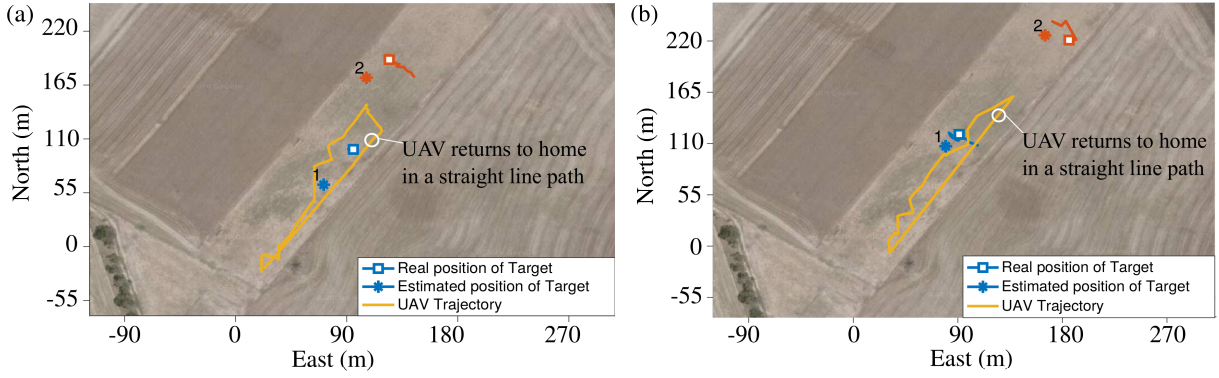 (a)
220
165
110
55
0
-55
North (m)
-90
0
90
180
270
East (m)
2
1
UAV returns to home
in a straight line path
Real position of Target
Estimated position of Target
UAV Trajectory
(b)
220
165
110
55
0
-55
North (m)
-90
0
90
180
270
East (m)
2
1
UAV returns to home
in a straight line path
Real position of Target
Estimated position of Target
UAV Trajectory